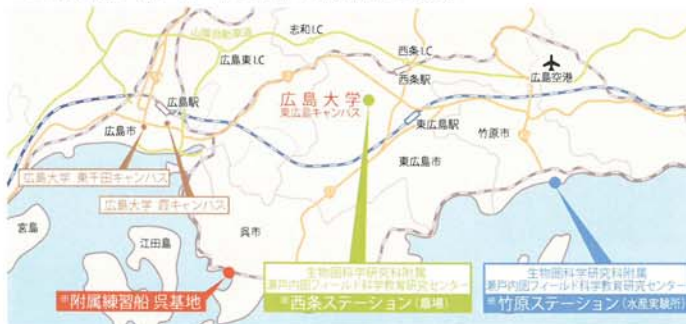 志和I.C
西条I.C
山陽自動車道
広島東I.C
西条駅
広島空港
広島駅
広島大学
東広島キャンパス
広島市
東広島駅
竹原市
東広島市
広島大学 東千田キャンパス
広島大学 霞キャンパス
呉市
宮島
江田島
※附属練習船 呉基地
生物圏科学研究科附属
瀬戸内圏フィールド科学教育研究センター
※西条ステーション(農場)
生物圏科学研究科附属
瀬戸内圏フィールド科学教育研究センター
※竹原ステーション(水産実験所)